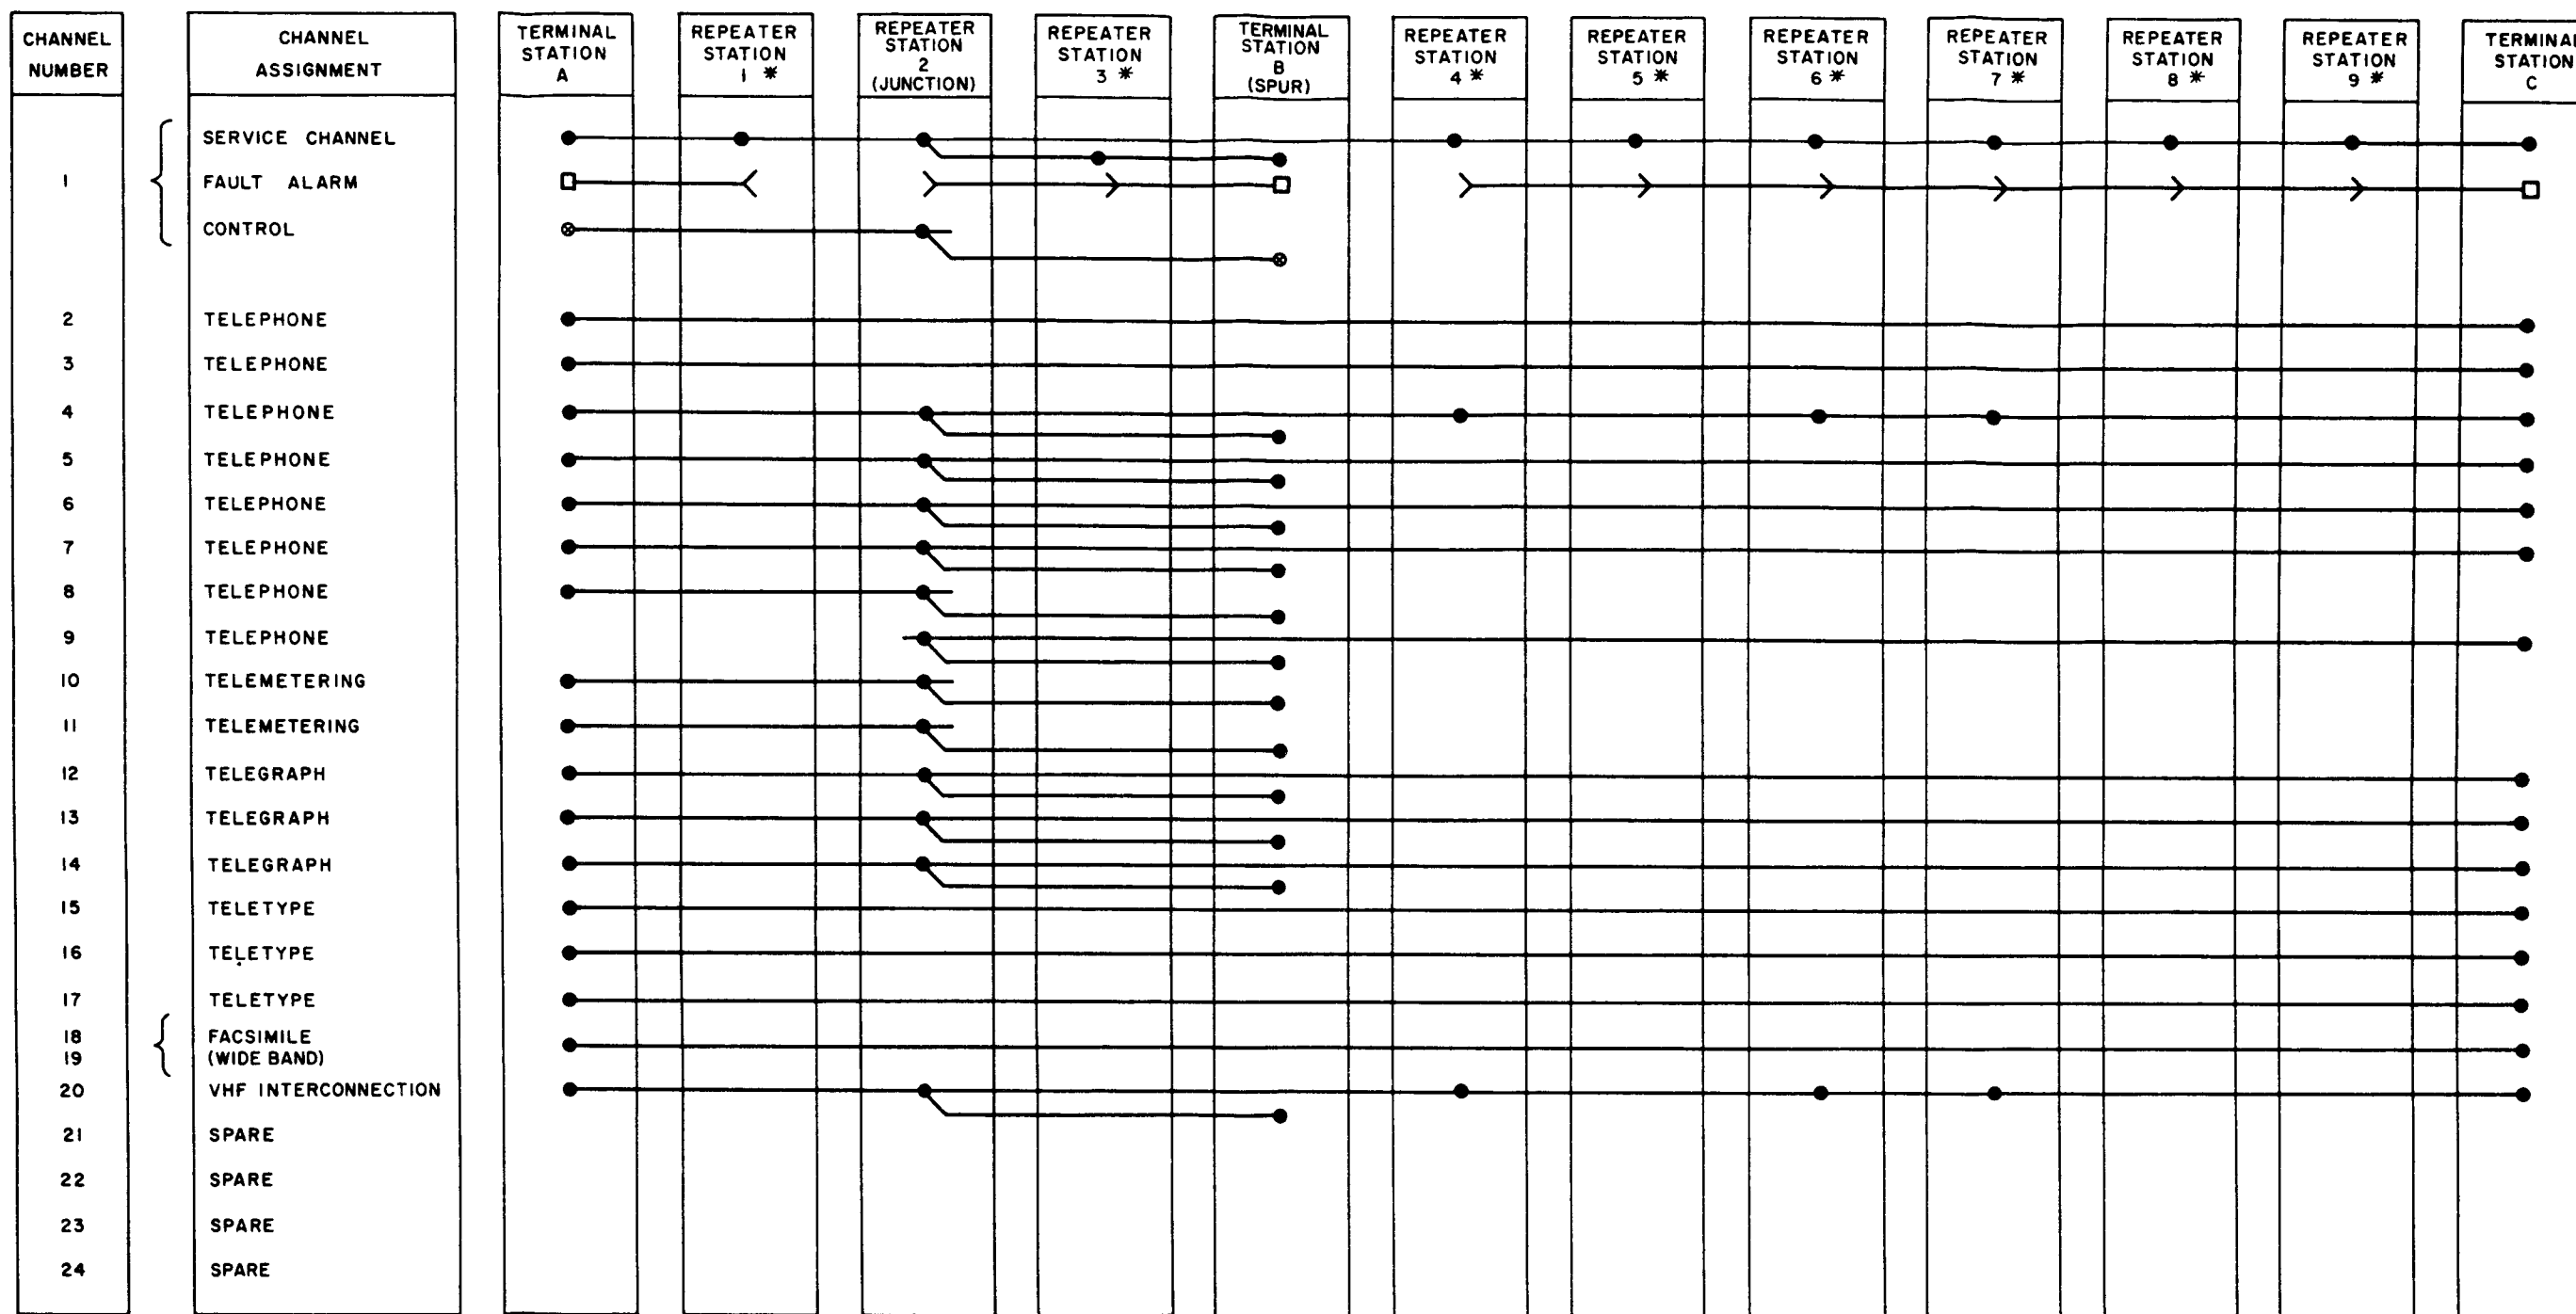 CHANNEL
NUMBER
CHANNEL
ASSIGNMENT
TERMINAL
STATION
A
REPEATER
STATION
1 *
REPEATER
STATION
2
(JUNCTION)
REPEATER
STATION
3 *
TERMINAL
STATION
B
(SPUR)
REPEATER
STATION
4 *
REPEATER
STATION
5 *
REPEATER
STATION
6 *
REPEATER
STATION
7 *
REPEATER
STATION
8 *
REPEATER
STATION
9 *
TERMINAL
STATION
C
SERVICE CHANNEL
1 FAULT ALARM
CONTROL
2 TELEPHONE
3 TELEPHONE
4 TELEPHONE
5 TELEPHONE
6 TELEPHONE
7 TELEPHONE
8 TELEPHONE
9 TELEPHONE
10 TELEMETERING
11 TELEMETERING
12 TELEGRAPH
13 TELEGRAPH
14 TELEGRAPH
15 TELETYPE
16 TELETYPE
17 TELETYPE
18 FACSIMILE
19 (WIDE BAND)
20 VHF INTERCONNECTION
21 SPARE
22 SPARE
23 SPARE
24 SPARE